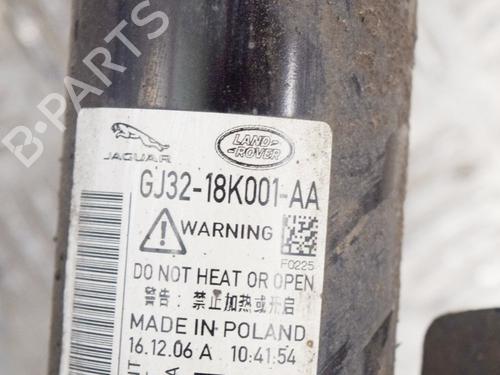 B-PARTS
JAGUAR
LAND-
-ROVER
GJ32-18K001-AA
WARNING
F0225
DO NOT HEAT OR OPEN
警告：禁止加热或开启
MADE IN POLAND
16.12.06 A 10:41:54